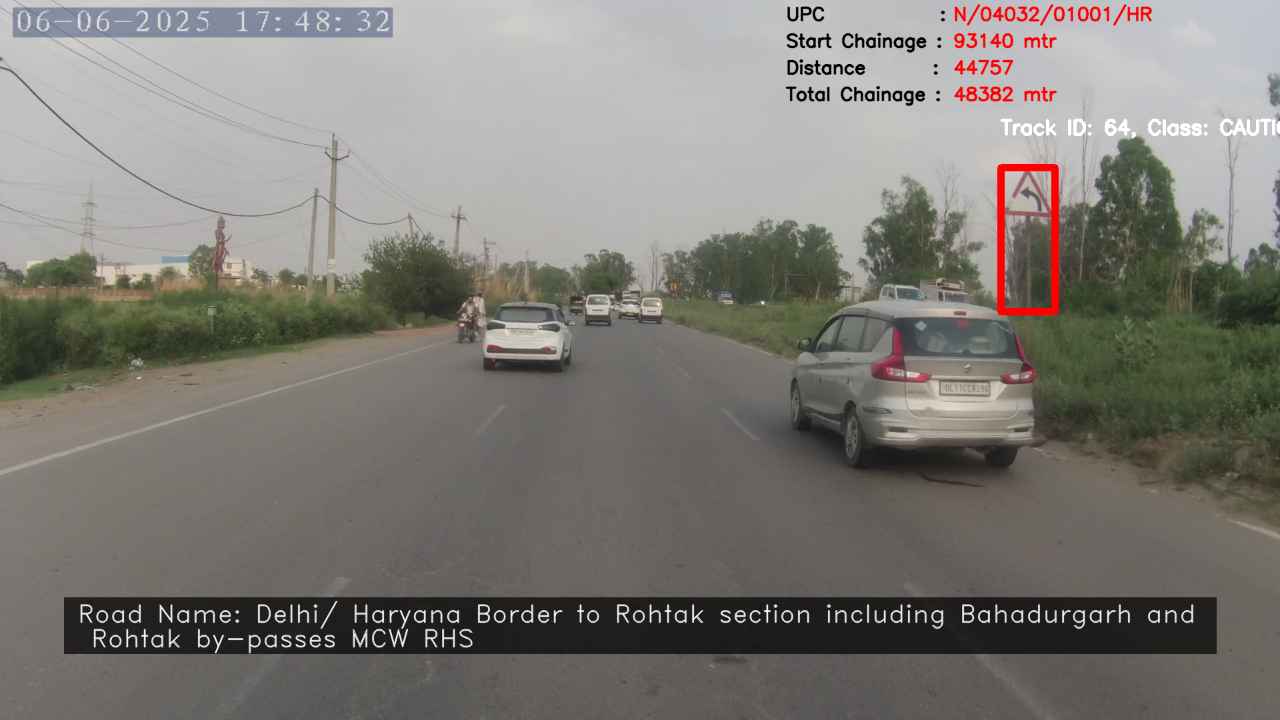 06-06-2025 17:48:32
UPC : N/04032/01001/HR
Start Chainage : 93140 mtr
Distance : 44757
Total Chainage : 48382 mtr
Track ID: 64, Class: CAUTI
Road Name: Delhi/ Haryana Border to Rohtak section including Bahadurgarh and
Rohtak by-passes MCW RHS